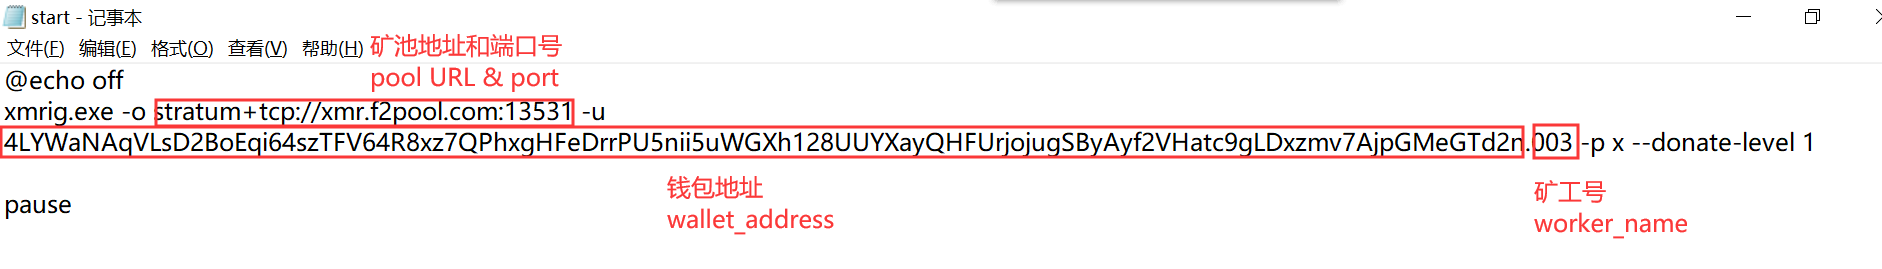 start - 记事本
文件(F) 编辑(E) 格式(O) 查看(V) 帮助(H)
矿池地址和端口号
pool URL & port
@echo off
xmrig.exe -o stratum+tcp://xmr.f2pool.com:13531 -u
4LYWaNAqVLsD2BoEqi64szTFV64R8xz7QPhxgHFeDrrPU5nii5uWGXh128UUYXayQHFUrjojugSByAyf2VHatc9gLDxzmv7AjpGMeGTd2n.003 -p x --donate-level 1
钱包地址
wallet_address
矿工号
worker_name
pause